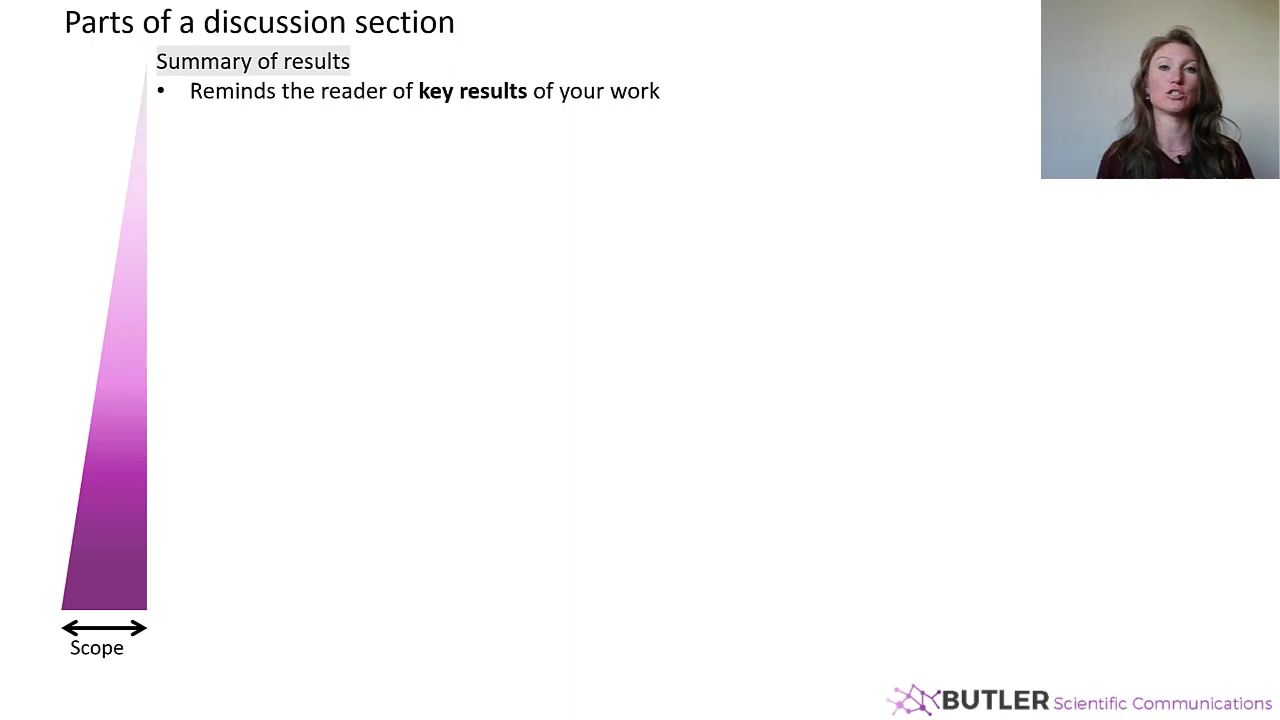 Parts of a discussion section
Summary of results
• Reminds the reader of key results of your work
Scope
BUTLER Scientific Communications